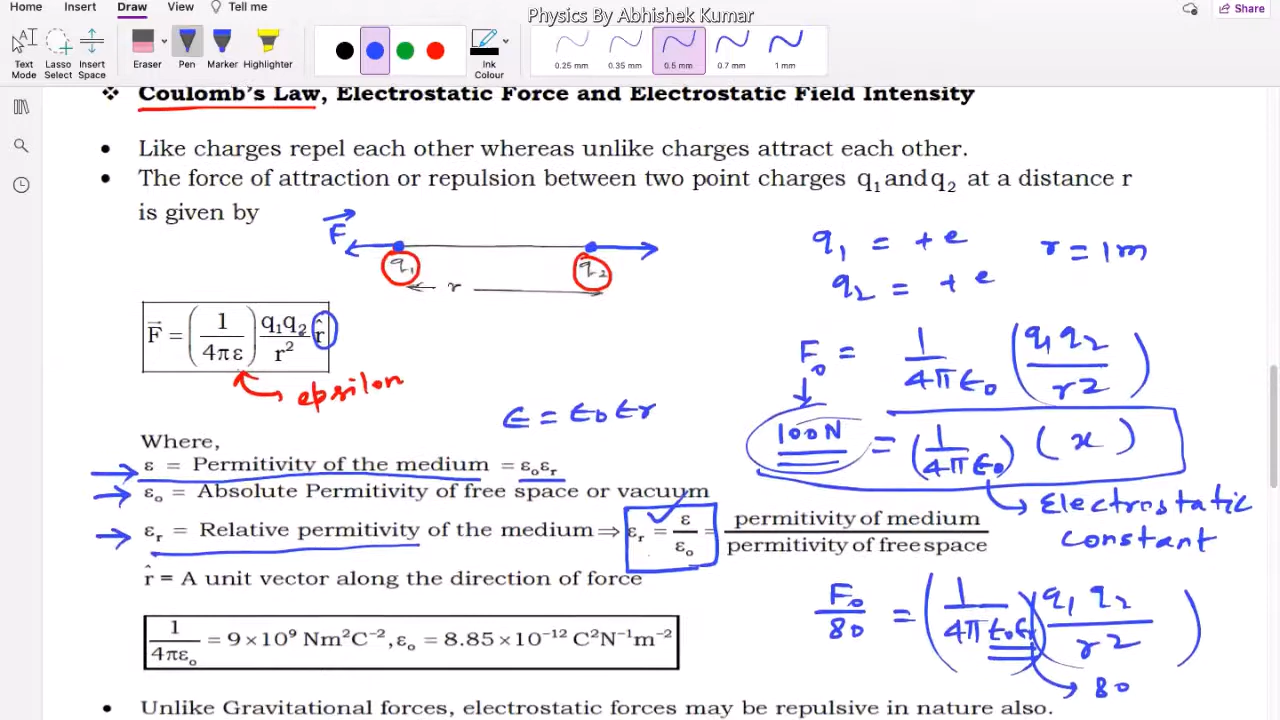 Home Insert Draw View Tell me
Physics By Abhishek Kumar
Share
Text Mode
Lasso Select
Insert Space
Eraser
Pen
Marker
Highlighter
Ink Colour
0.25 mm
0.35 mm
0.5 mm
0.7 mm
1 mm
❖ Coulomb's Law, Electrostatic Force and Electrostatic Field Intensity
• Like charges repel each other whereas unlike charges attract each other.
• The force of attraction or repulsion between two point charges q₁andq₂ at a distance r
is given by
F⃗
q₁ q₂
r
q₁ = +e r = 1m
q₂ = +e
F⃗ = (1/4πε) q₁q₂/r² r̂
epsilon
F₀ = 1/4πϵ₀ (q₁q₂/r2)
ϵ = ϵ₀ϵr
100N = (1/4πϵ₀) (x)
Where,
ε = Permitivity of the medium = ε₀εᵣ
ε₀ = Absolute Permitivity of free space or vacuum
Electrostatic constant
εᵣ = Relative permitivity of the medium ⇒ εᵣ = ε/ε₀ = permitivity of medium/permitivity of free space
r̂ = A unit vector along the direction of force
F₀/80 = (1/4πϵ₀ϵr)(q₁q₂/r2)
80
1/4πε₀ = 9×10⁹ Nm²C⁻², ε₀ = 8.85×10⁻¹² C²N⁻¹m⁻²
• Unlike Gravitational forces, electrostatic forces may be repulsive in nature also.